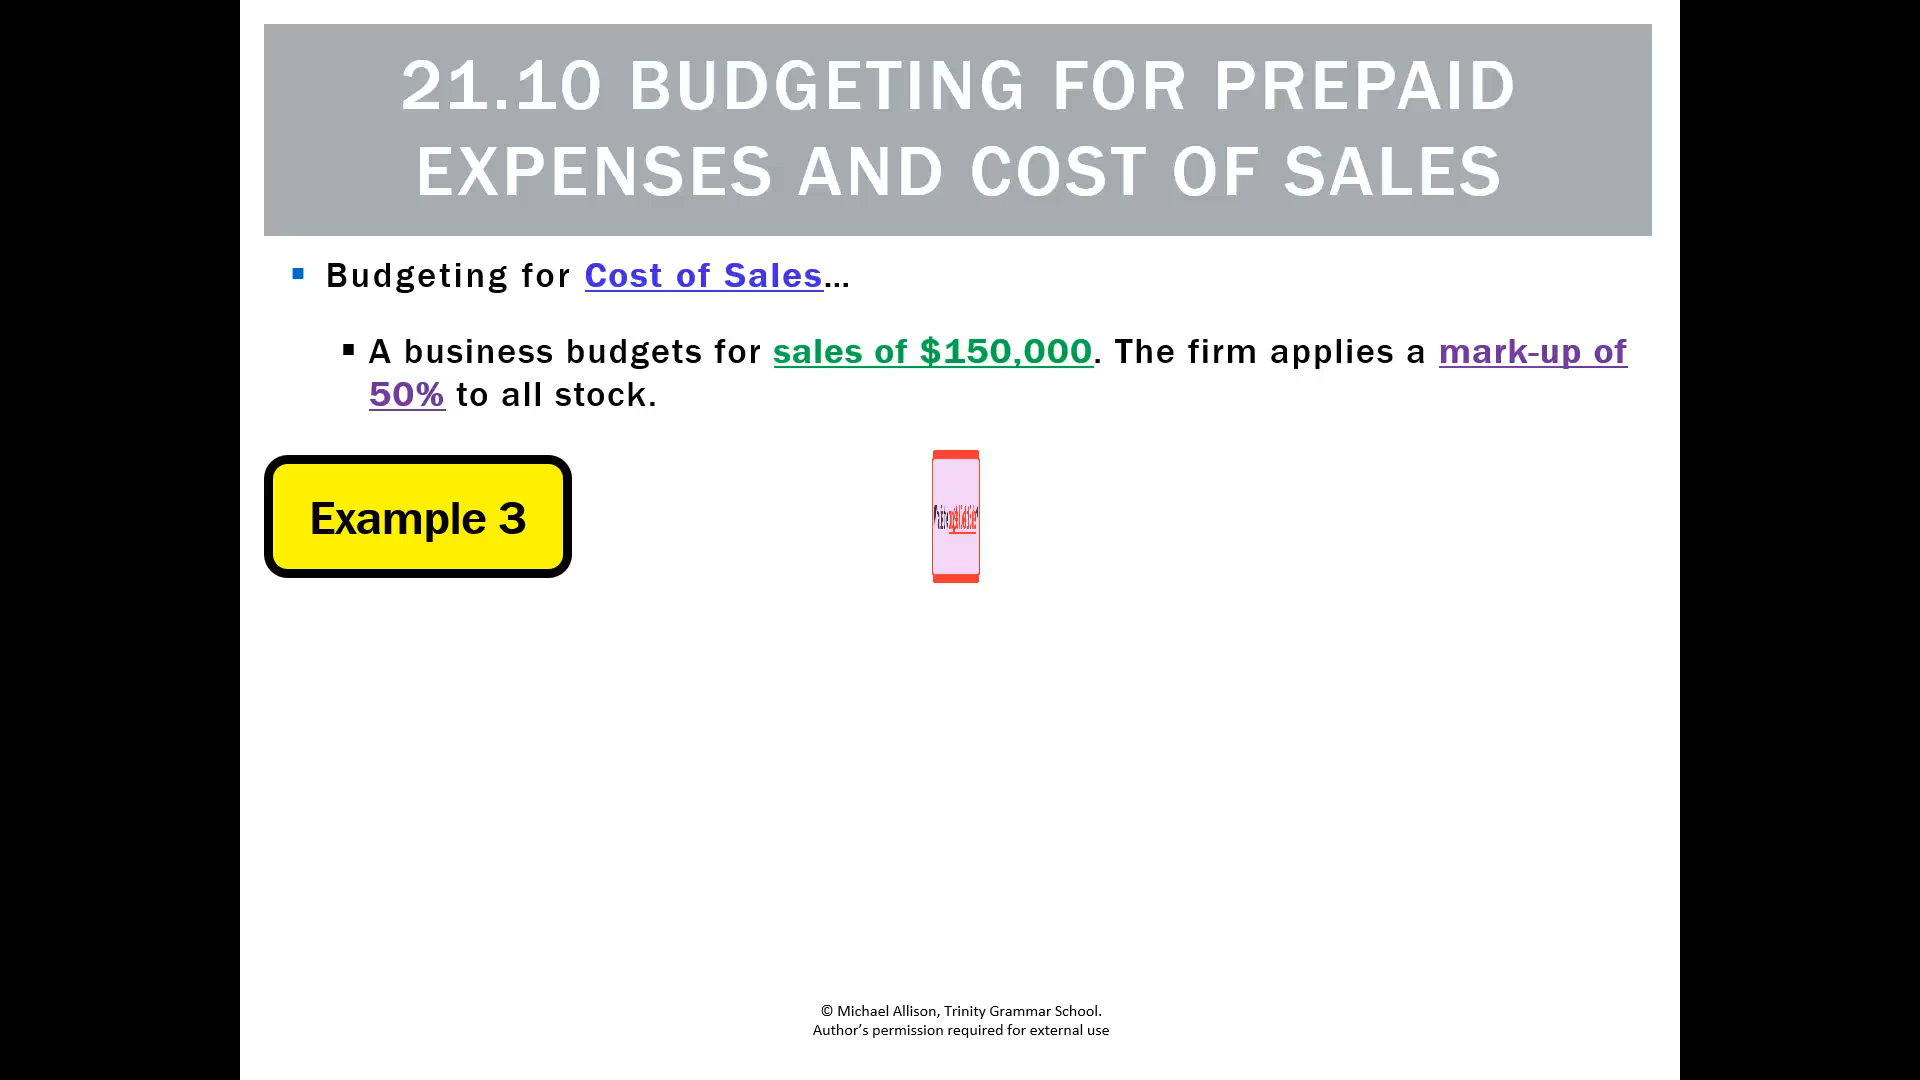 21.10 BUDGETING FOR PREPAID
EXPENSES AND COST OF SALES
Budgeting for Cost of Sales...
A business budgets for sales of $150,000. The firm applies a mark-up of
50% to all stock.
Example 3
© Michael Allison, Trinity Grammar School.
Author's permission required for external use